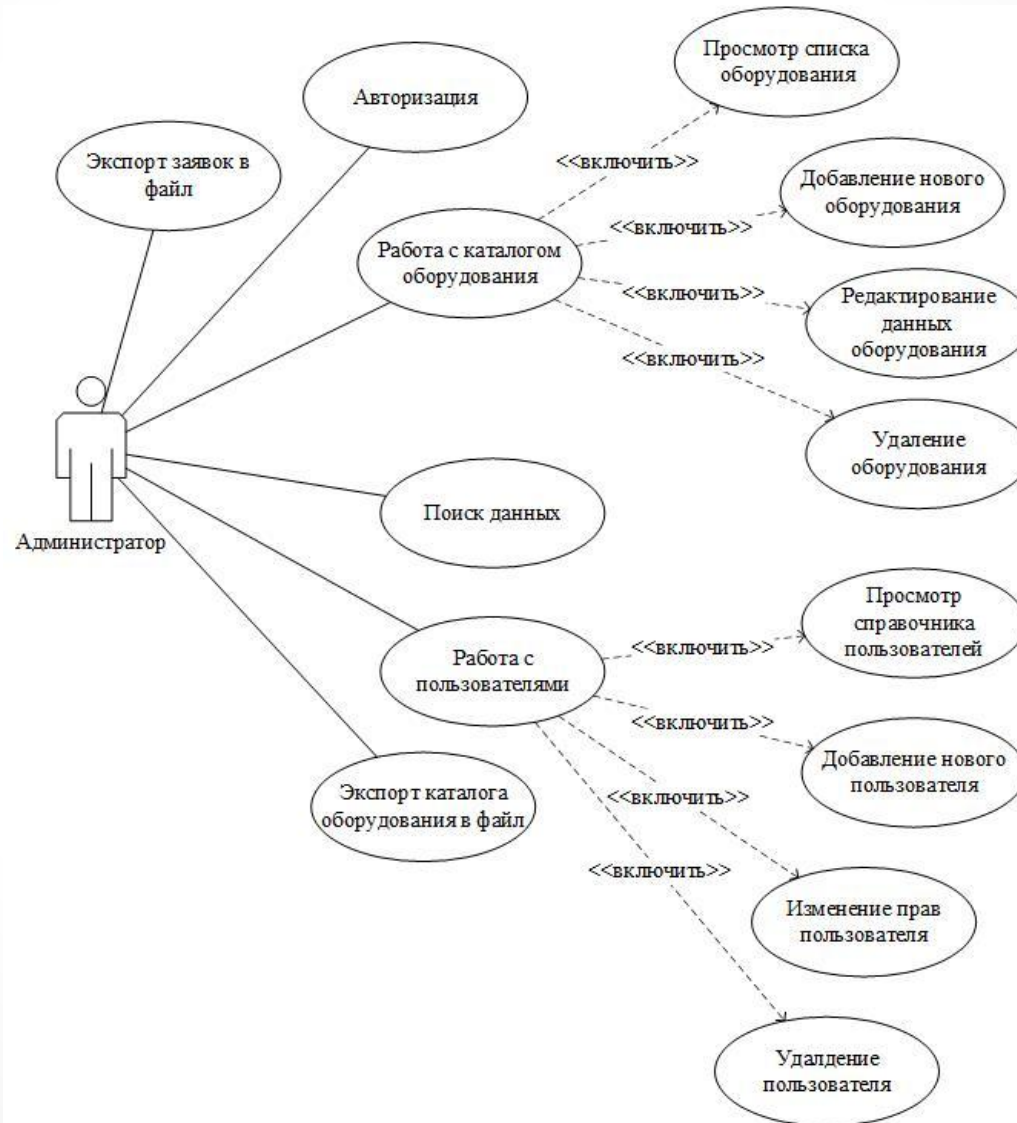 Просмотр списка
оборудования
Авторизация
Экспорт заявок в
файл
<<включить>>
Добавление нового
оборудования
<<включить>>
Работа с каталогом
оборудования
<<включить>>
Редактирование
данных
оборудования
<<включить>>
Удаление
оборудования
Администратор
Поиск данных
Просмотр
справочника
пользователей
<<включить>>
Работа с
пользователями
<<включить>>
Добавление нового
пользователя
Экспорт каталога
оборудования в файл
<<включить>>
<<включить>>
Изменение прав
пользователя
Удалдение
пользователя